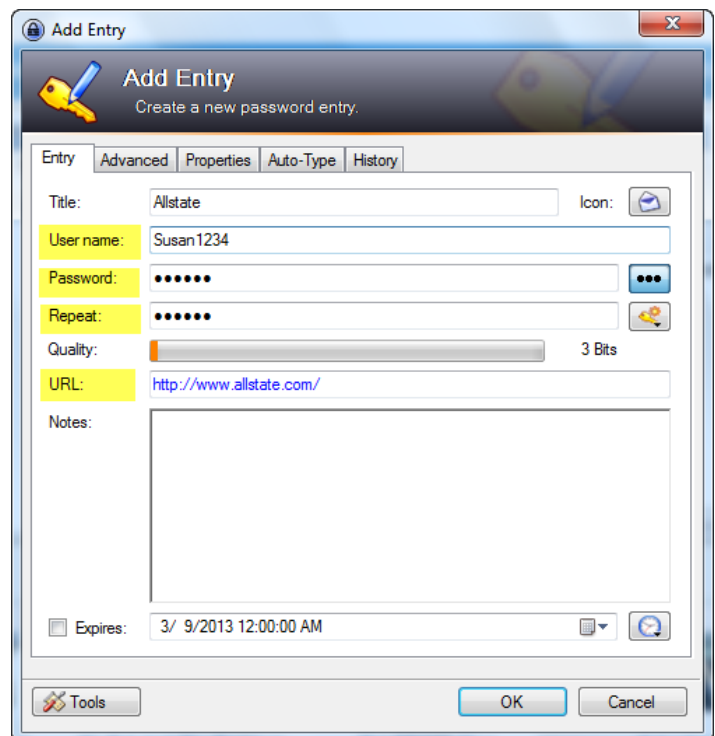 Add Entry
Add Entry
Create a new password entry.
Entry Advanced Properties Auto-Type History
Title: Allstate Icon:
User name: Susan1234
Password: ●●●●●● •••
Repeat: ●●●●●●
Quality: 3 Bits
URL: http://www.allstate.com/
Notes:
Expires: 3/ 9/2013 12:00:00 AM
Tools OK Cancel